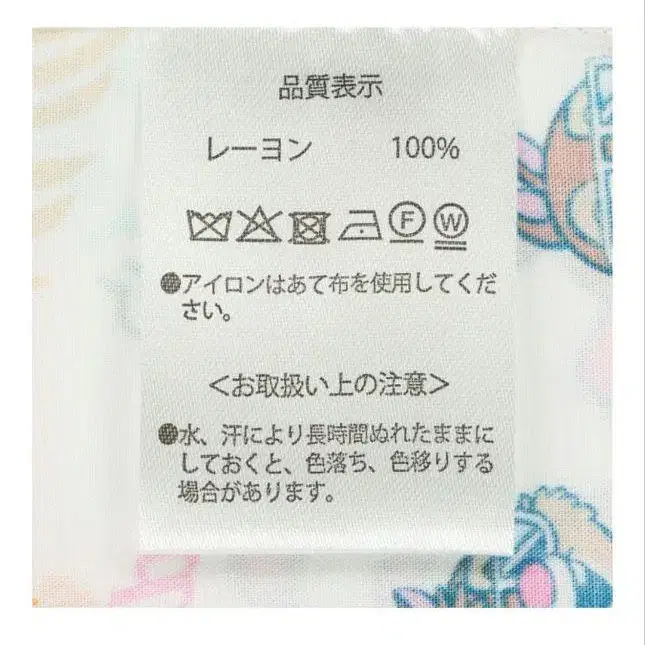 品質表示
レーヨン 100%
F W
●アイロンはあて布を使用してくだ
さい。
＜お取扱い上の注意＞
●水、汗により長時間ぬれたままに
しておくと、色落ち、色移りする
場合があります。